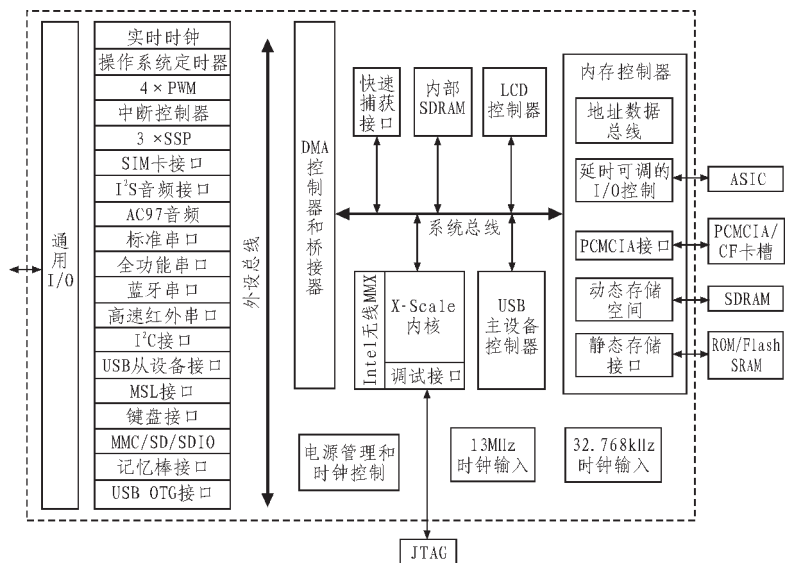 通用
I/O
实时时钟
操作系统定时器
4×PWM
中断控制器
3 ×SSP
SIM卡接口
I²S音频接口
AC97音频
标准串口
全功能串口
蓝牙串口
高速红外串口
I²C接口
USB从设备接口
MSL接口
键盘接口
MMC/SD/SDIO
记忆棒接口
USB OTG接口
外设总线
DMA
控制器和桥接器
快速
捕获
接口
内部
SDRAM
LCD
控制器
系统总线
Intel无线MMX
X-Scale
内核
调试接口
USB
主设备
控制器
内存控制器
地址数据
总线
延时可调的
I/O控制
PCMCIA接口
动态存储
空间
静态存储
接口
ASIC
PCMCIA/
CF卡槽
SDRAM
ROM/Flash
SRAM
电源管理和
时钟控制
13MHz
时钟输入
32.768kHz
时钟输入
JTAG